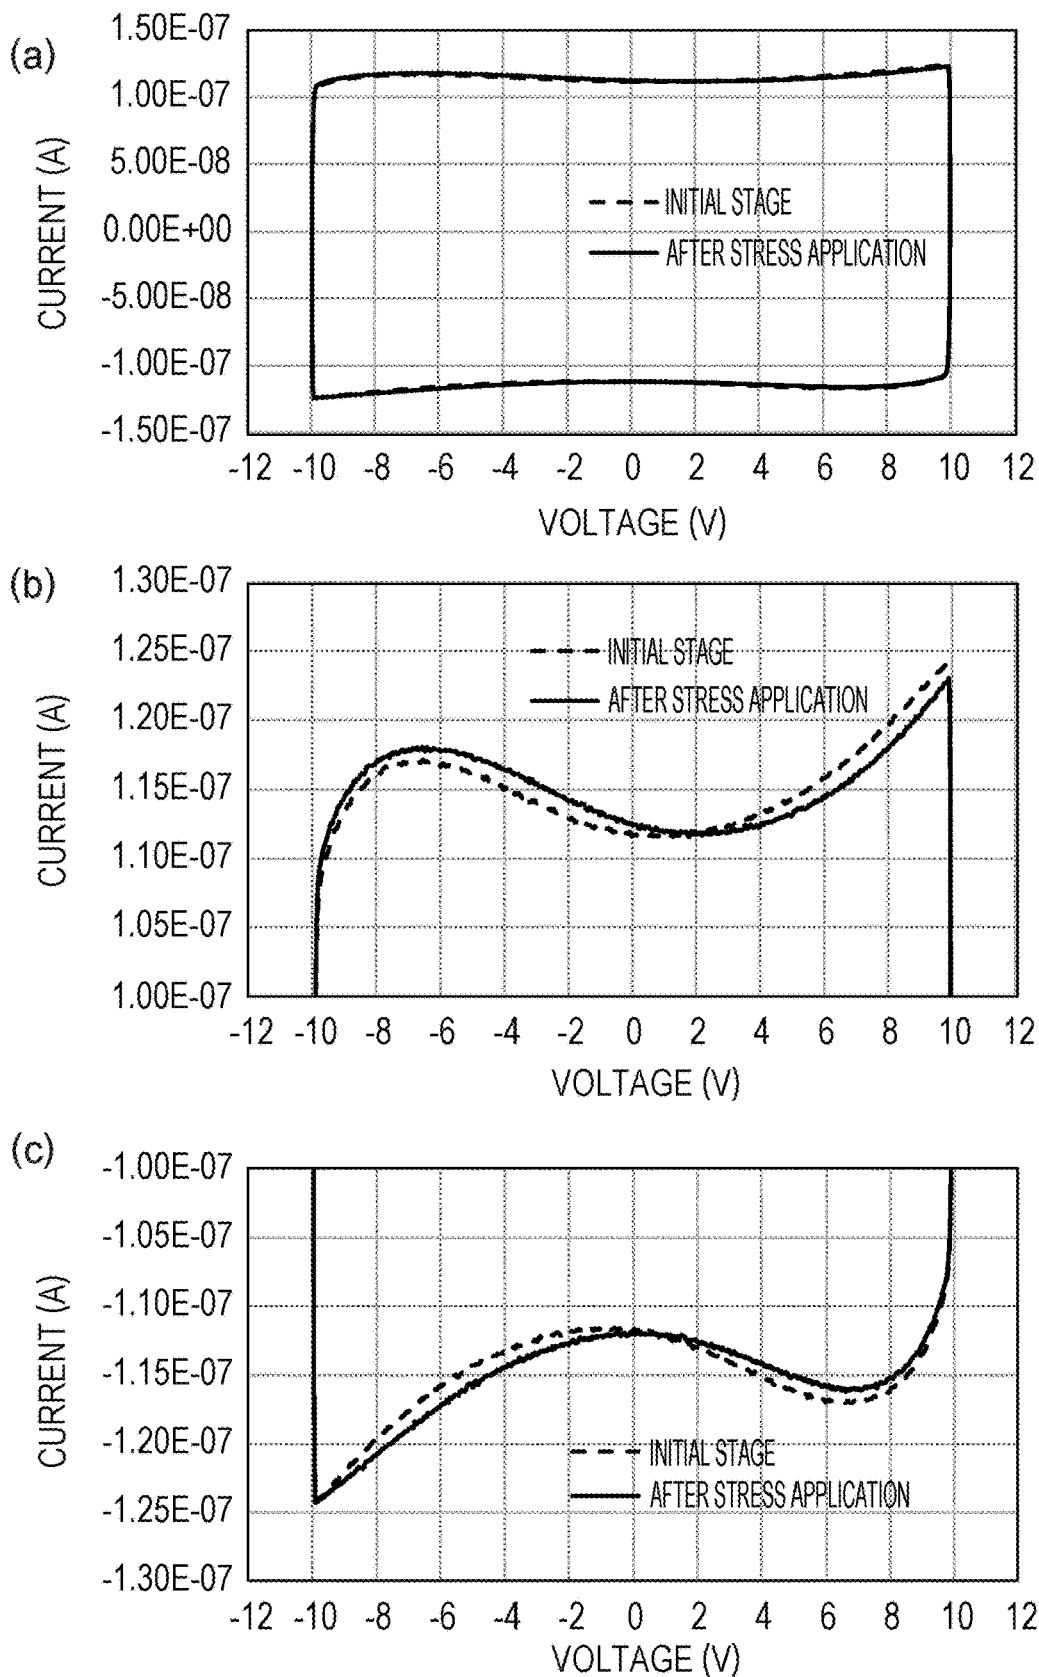 (a)
1.50E-07
1.00E-07
5.00E-08
0.00E+00
-5.00E-08
-1.00E-07
-1.50E-07
CURRENT (A)
INITIAL STAGE
AFTER STRESS APPLICATION
-12 -10 -8 -6 -4 -2 0 2 4 6 8 10 12
VOLTAGE (V)
(b)
1.30E-07
1.25E-07
1.20E-07
1.15E-07
1.10E-07
1.05E-07
1.00E-07
CURRENT (A)
INITIAL STAGE
AFTER STRESS APPLICATION
-12 -10 -8 -6 -4 -2 0 2 4 6 8 10 12
VOLTAGE (V)
(c)
-1.00E-07
-1.05E-07
-1.10E-07
-1.15E-07
-1.20E-07
-1.25E-07
-1.30E-07
CURRENT (A)
INITIAL STAGE
AFTER STRESS APPLICATION
-12 -10 -8 -6 -4 -2 0 2 4 6 8 10 12
VOLTAGE (V)